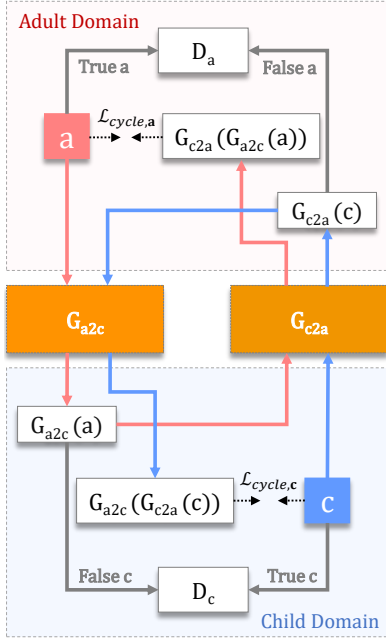 Adult Domain
D_a
True a
False a
a
ℒ_cycle,a
G_c2a(G_a2c(a))
G_c2a(c)
G_a2c
G_c2a
G_a2c(a)
G_a2c(G_c2a(c))
ℒ_cycle,c
c
False c
D_c
True c
Child Domain